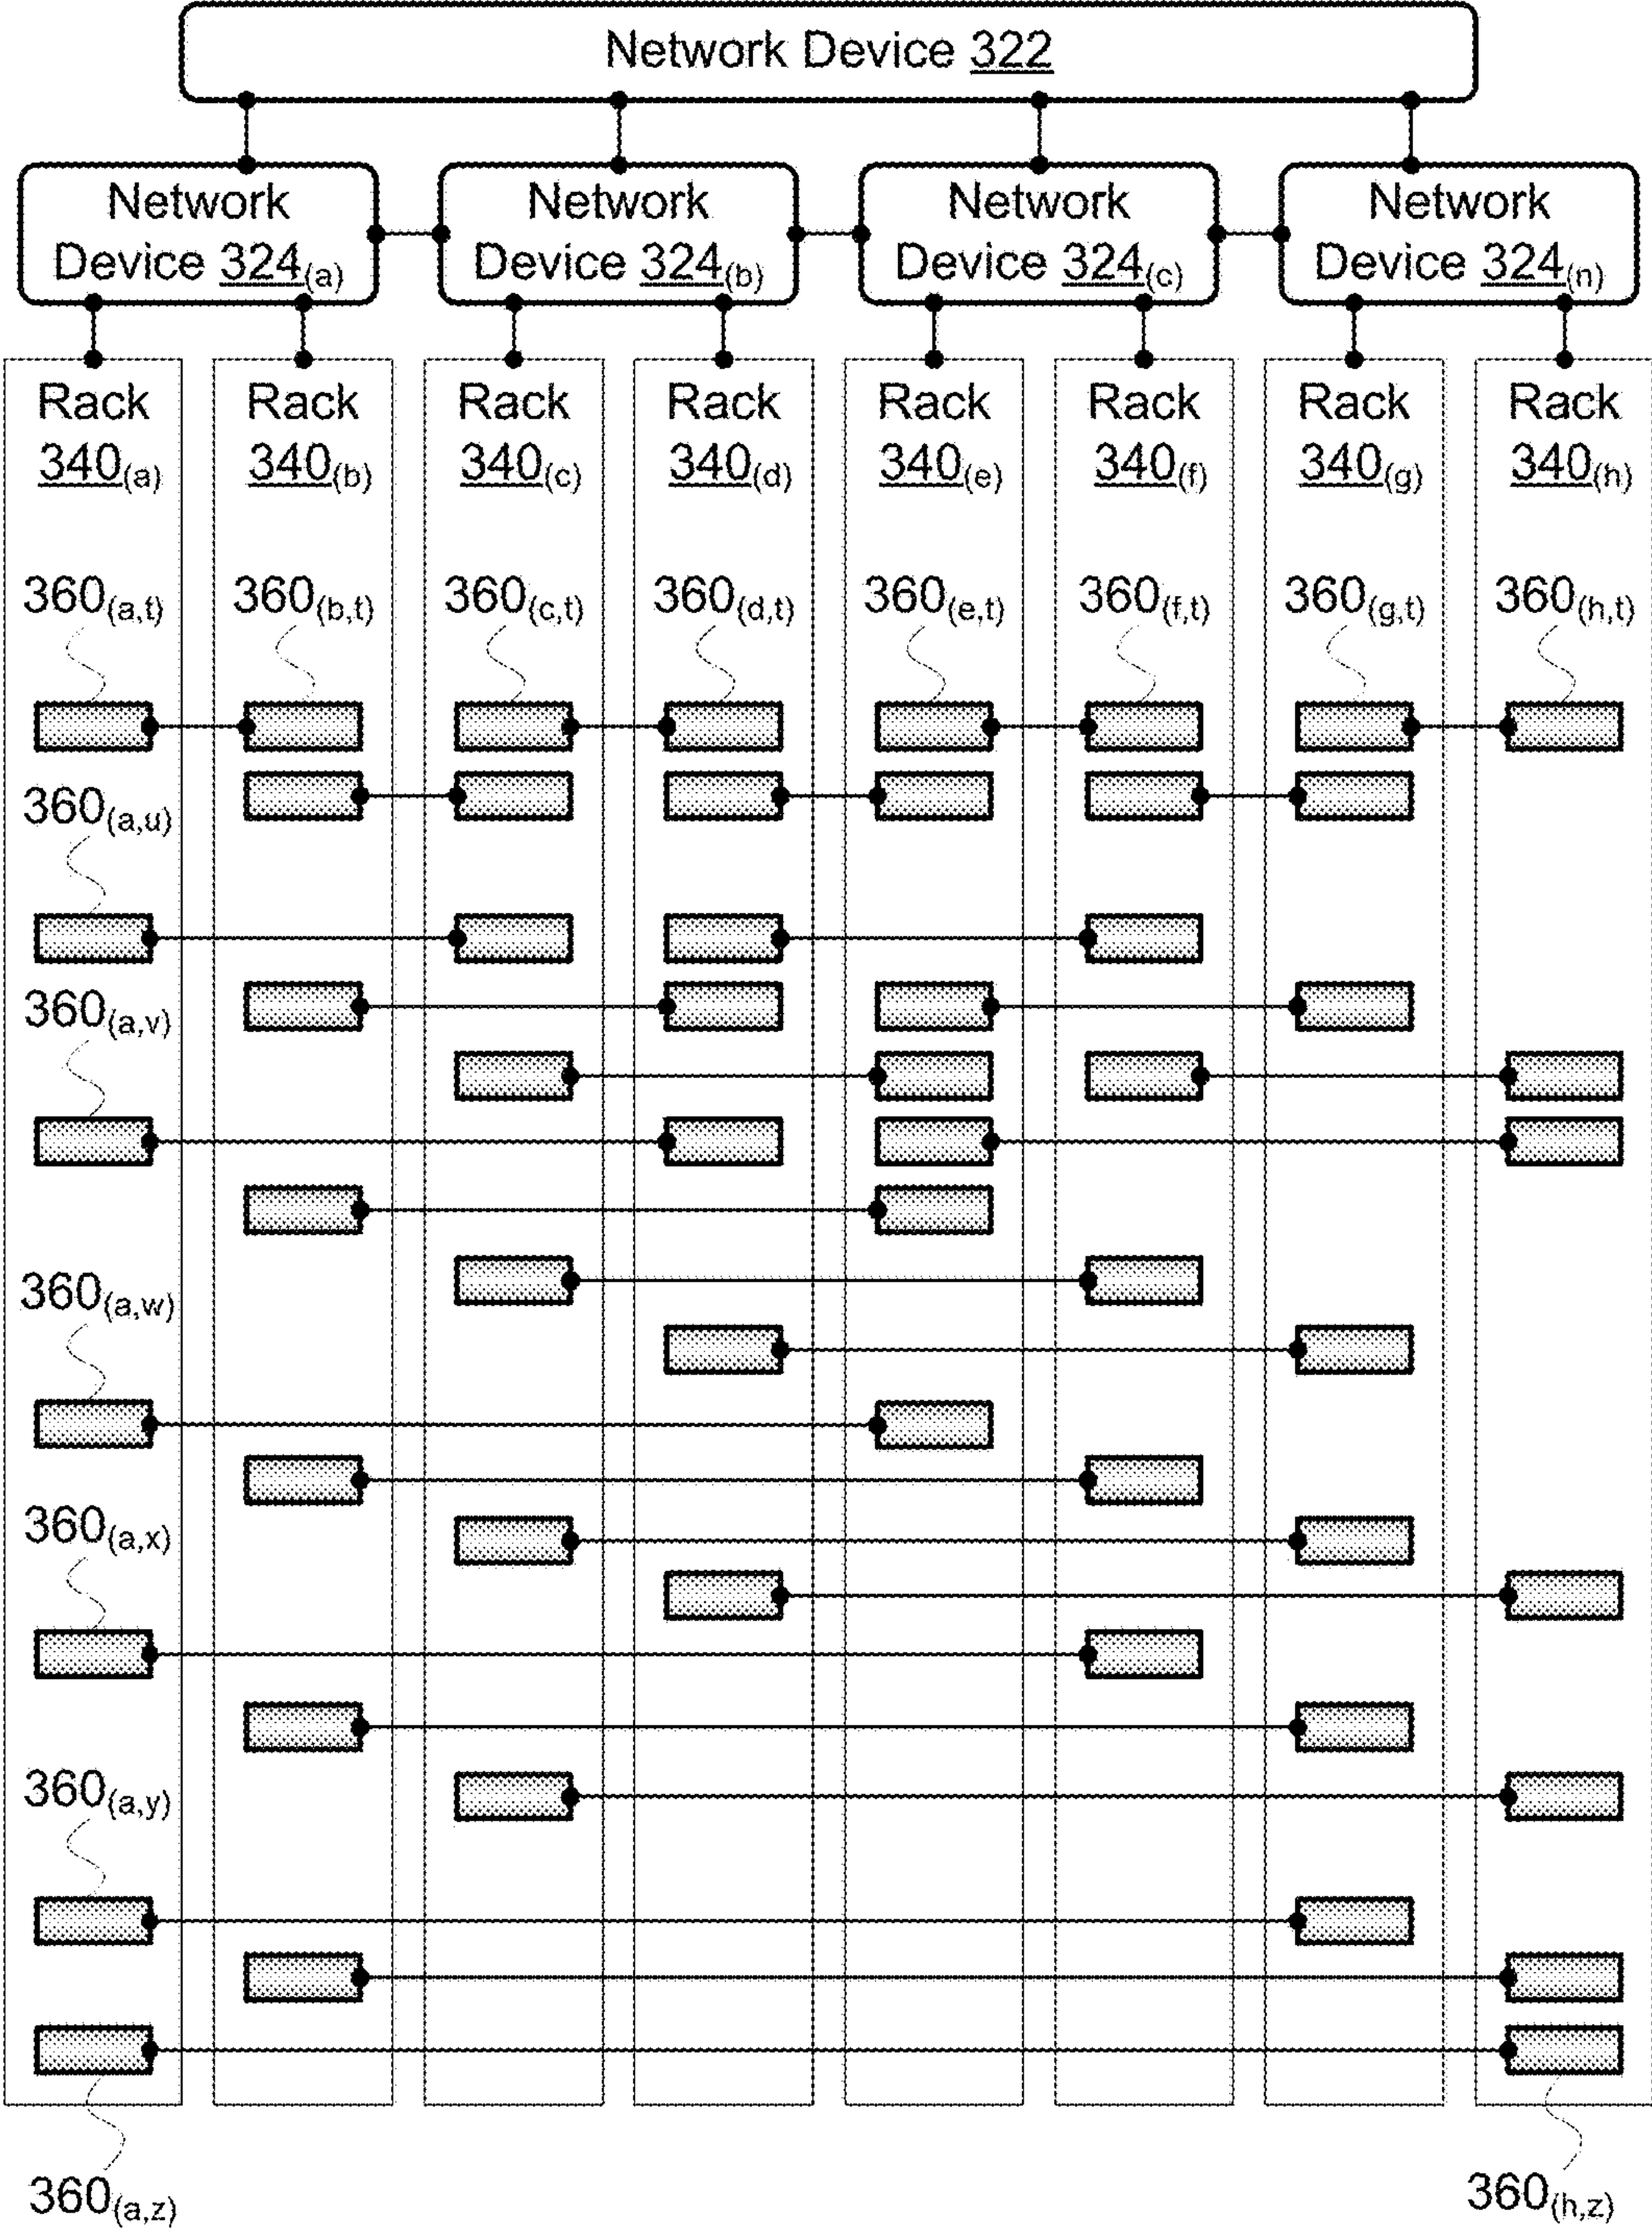 Network Device 322
Network
Device 324(a)
Network
Device 324(b)
Network
Device 324(c)
Network
Device 324(n)
Rack
340(a)
Rack
340(b)
Rack
340(c)
Rack
340(d)
Rack
340(e)
Rack
340(f)
Rack
340(g)
Rack
340(h)
360(a,t)
360(b,t)
360(c,t)
360(d,t)
360(e,t)
360(f,t)
360(g,t)
360(h,t)
360(a,u)
360(a,v)
360(a,w)
360(a,x)
360(a,y)
360(a,z)
360(h,z)